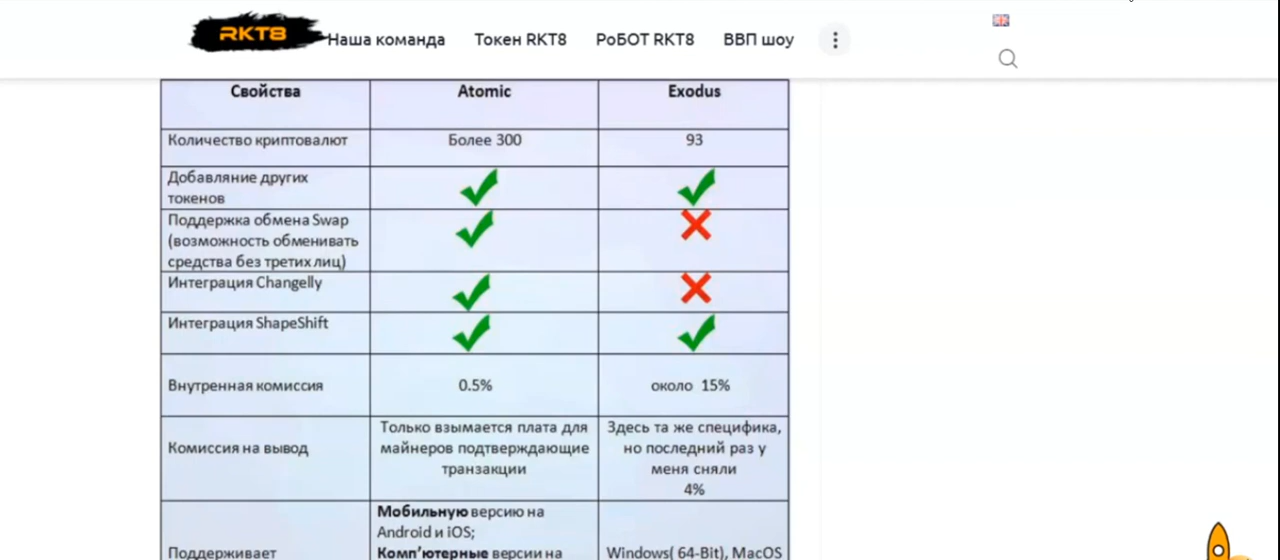 RKT8
Наша команда Токен RKT8 РоБОТ RKT8 ВВП шоу
Свойства Atomic Exodus
Количество криптовалют Более 300 93
Добавляние других
токенов
Поддержка обмена Swap
(возможность обменивать
средства без третих лиц)
Интеграция Changelly
Интеграция ShapeShift
Внутренная комиссия 0.5% около 15%
Комиссия на вывод
Только взымается плата для
майнеров подтверждающие
транзакции
Здесь та же специфика,
но последний раз у
меня сняли
4%
Поддерживает
Мобильную версию на
Android и iOS;
Комп’ютерные версии на
Windows( 64-Bit), MacOS